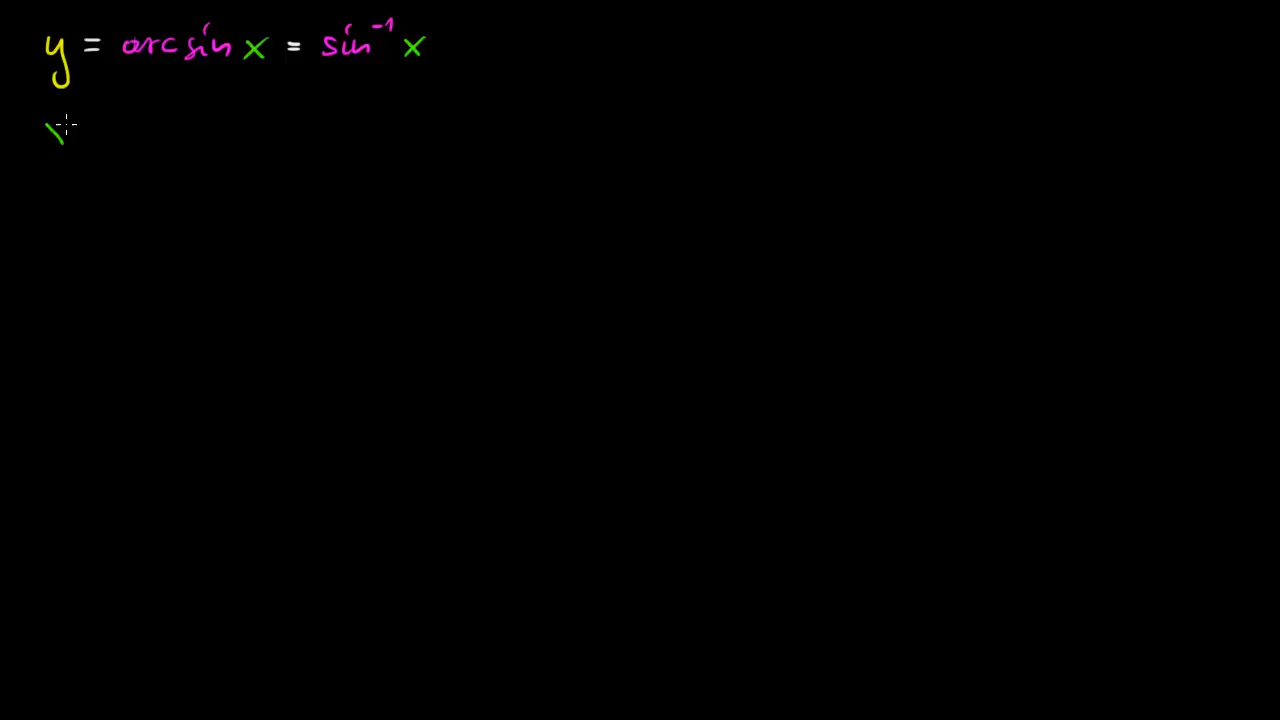 y = arcsin x = sin⁻¹ x